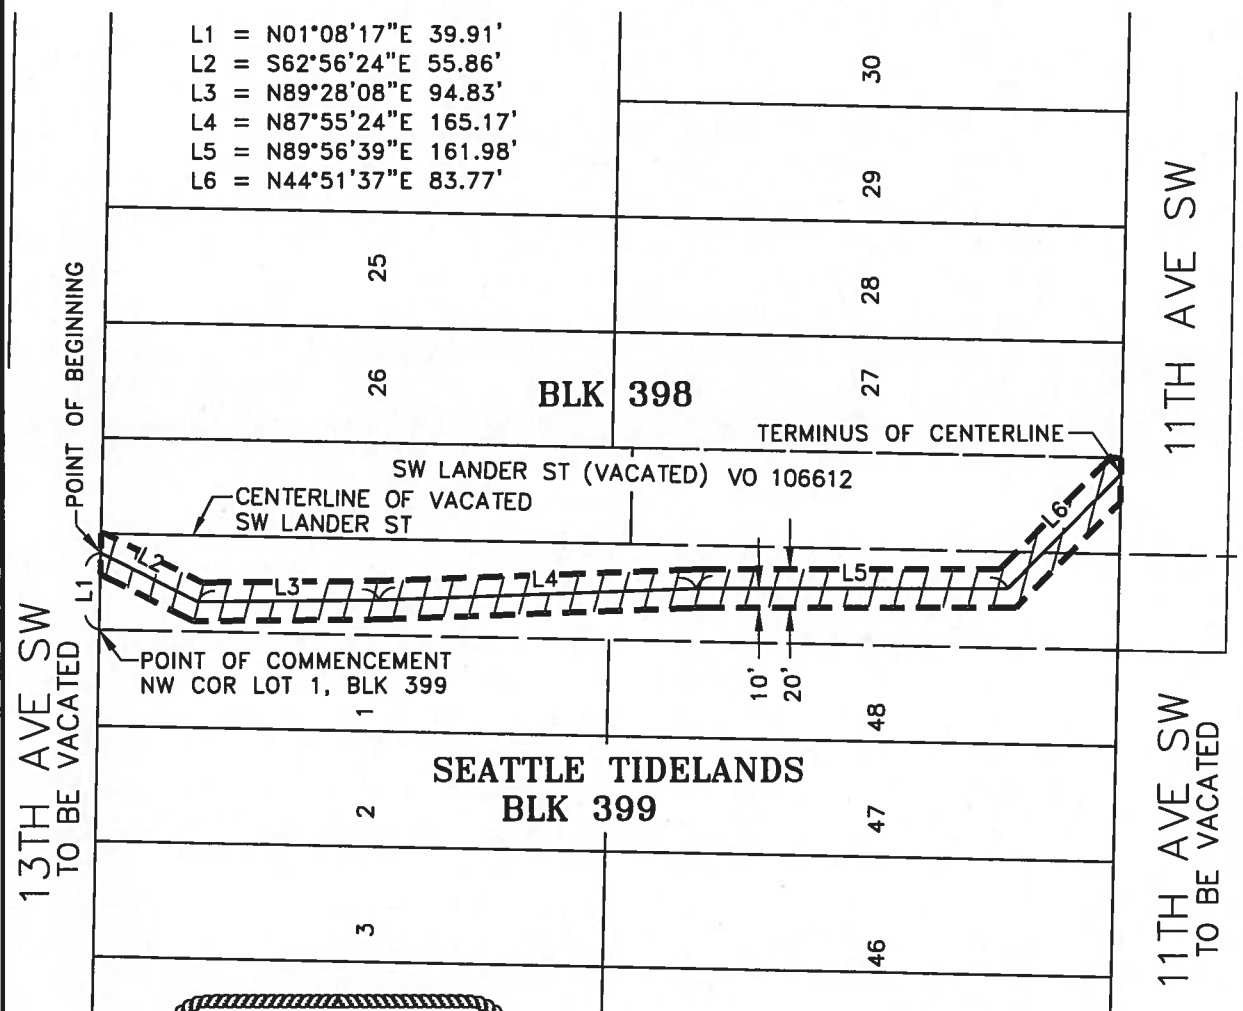 L1 = N01°08'17"E 39.91'
L2 = S62°56'24"E 55.86'
L3 = N89°28'08"E 94.83'
L4 = N87°55'24"E 165.17'
L5 = N89°56'39"E 161.98'
L6 = N44°51'37"E 83.77'
30
29
28
27
25
26
11TH AVE SW
POINT OF BEGINNING
BLK 398
TERMINUS OF CENTERLINE
SW LANDER ST (VACATED) VO 106612
CENTERLINE OF VACATED
SW LANDER ST
L1
L2
L3
L4
L5
L6
10'
20'
POINT OF COMMENCEMENT
NW COR LOT 1, BLK 399
13TH AVE SW
TO BE VACATED
1
48
SEATTLE TIDELANDS
BLK 399
2
47
3
46
11TH AVE SW
TO BE VACATED